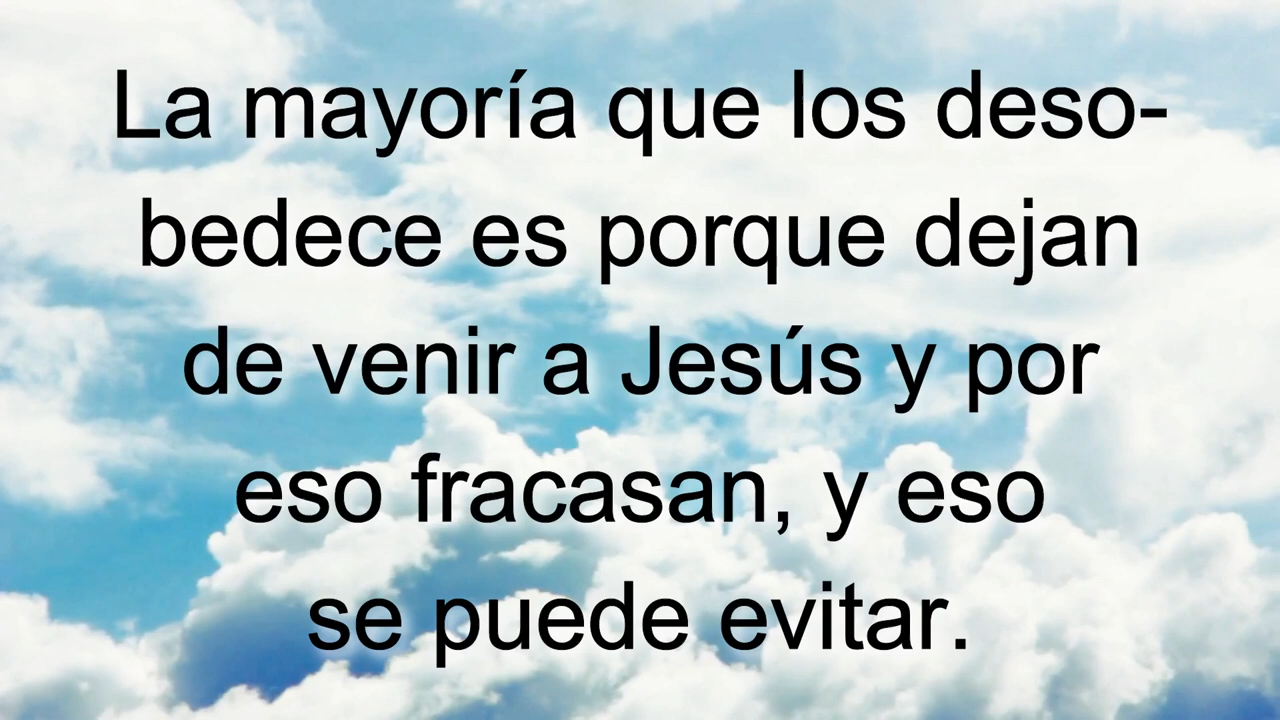 La mayoría que los deso-
bedece es porque dejan
de venir a Jesús y por
eso fracasan, y eso
se puede evitar.